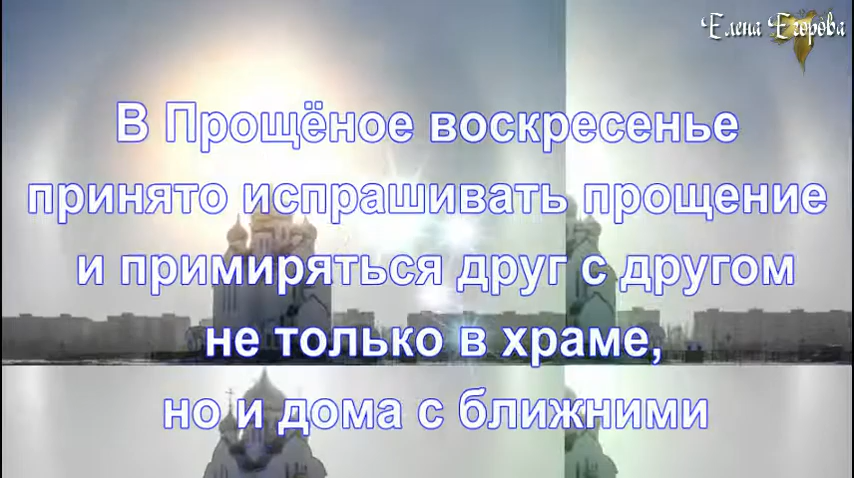 Елена Егорова
В Прощёное воскресенье
принято испрашивать прощение
и примиряться друг с другом
не только в храме,
но и дома с ближними